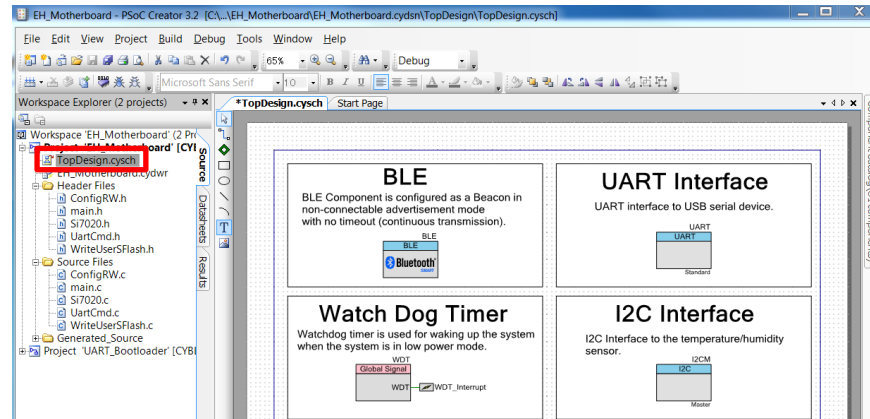 EH_Motherboard - PSoC Creator 3.2 [C:\...\EH_Motherboard\EH_Motherboard.cydsn\TopDesign\TopDesign.cysch]
File Edit View Project Build Debug Tools Window Help
65% Debug
Microsoft Sans Serif 10 B I U
Workspace Explorer (2 projects)
*TopDesign.cysch Start Page
Workspace 'EH_Motherboard' (2 Pr
Project 'EH_Motherboard' [CYB
TopDesign.cysch
EH_Motherboard.cydwr
Header Files
ConfigRW.h
main.h
Si7020.h
UartCmd.h
WriteUserSFlash.h
Source Files
ConfigRW.c
main.c
Si7020.c
UartCmd.c
WriteUserSFlash.c
Generated_Source
Project 'UART_Bootloader' [CYBL
Source
Datasheets
Results
BLE
BLE Component is configured as a Beacon in
non-connectable advertisement mode
with no timeout (continuous transmission).
BLE
BLE
Bluetooth
SMART
UART Interface
UART interface to USB serial device.
UART
UART
Standard
Watch Dog Timer
Watchdog timer is used for waking up the system
when the system is in low power mode.
WDT
Global Signal
WDT WDT_Interrupt
I2C Interface
I2C Interface to the temperature/humidity
sensor.
I2CM
I2C
Master